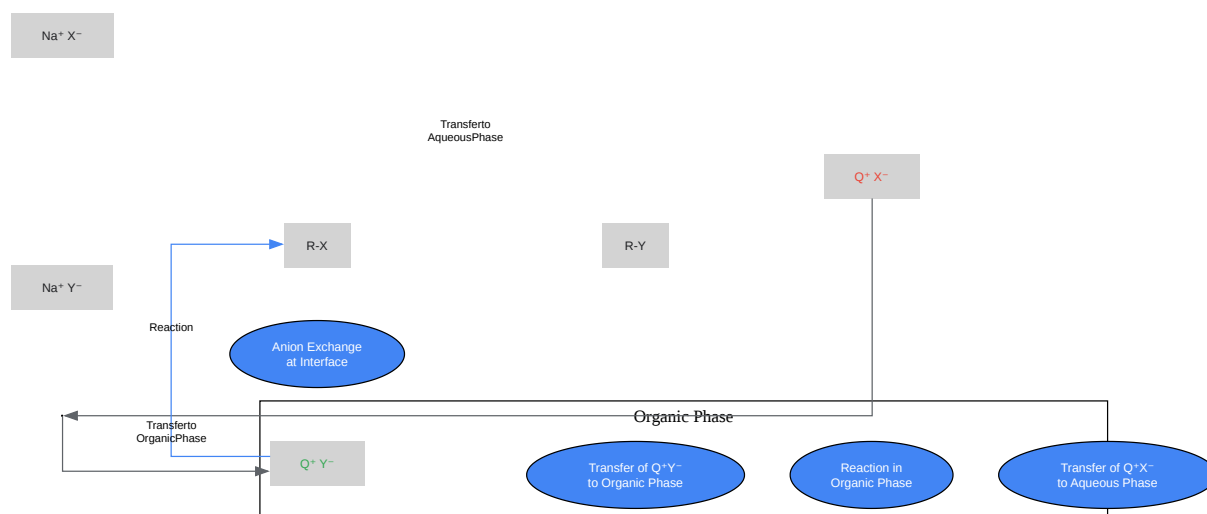 Na⁺ X⁻
Transferto
AqueousPhase
Q⁺ X⁻
R-X
R-Y
Na⁺ Y⁻
Reaction
Anion Exchange
at Interface
Organic Phase
Transferto
OrganicPhase
Q⁺ Y⁻
Transfer of Q⁺Y⁻
to Organic Phase
Reaction in
Organic Phase
Transfer of Q⁺X⁻
to Aqueous Phase